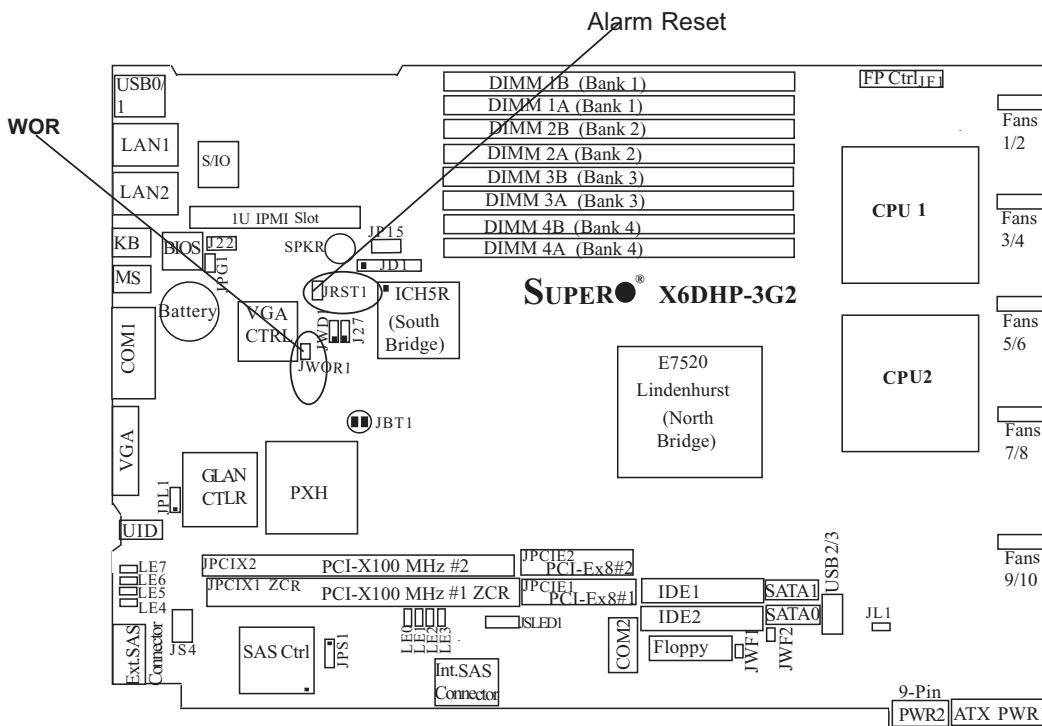 Alarm Reset
WOR
USB0/
1
LAN1
LAN2
S/IO
1U IPMI Slot
KB
BIOS
J22
JPG1
MS
SPKR
JP15
JD1
Battery
JRST1
ICH5R
(South
Bridge)
VGA
CTRL
JWD1
J27
JWOR1
COM1
JBT1
VGA
GLAN
CTLR
PXH
JPL1
UID
DIMM 1B (Bank 1)
DIMM 1A (Bank 1)
DIMM 2B (Bank 2)
DIMM 2A (Bank 2)
DIMM 3B (Bank 3)
DIMM 3A (Bank 3)
DIMM 4B (Bank 4)
DIMM 4A (Bank 4)
SUPER® X6DHP-3G2
E7520
Lindenhurst
(North
Bridge)
FP Ctrl JF1
CPU 1
CPU2
Fans
1/2
Fans
3/4
Fans
5/6
Fans
7/8
Fans
9/10
LE7
LE6
LE5
LE4
JPCIX2 PCI-X100 MHz #2
JPCIX1 ZCR PCI-X100 MHz #1 ZCR
JPCIE2
PCI-Ex8#2
JPCIE1
PCI-Ex8#1
IDE1
IDE2
SATA1
SATA0
USB 2/3
JL1
Ext.SAS
Connector
JS4
SAS Ctrl
JPS1
LE0
LE1
LE2
LE3
JSLED1
Int.SAS
Connector
COM2
Floppy
JWF1
JWF2
9-Pin
PWR2
ATX PWR1